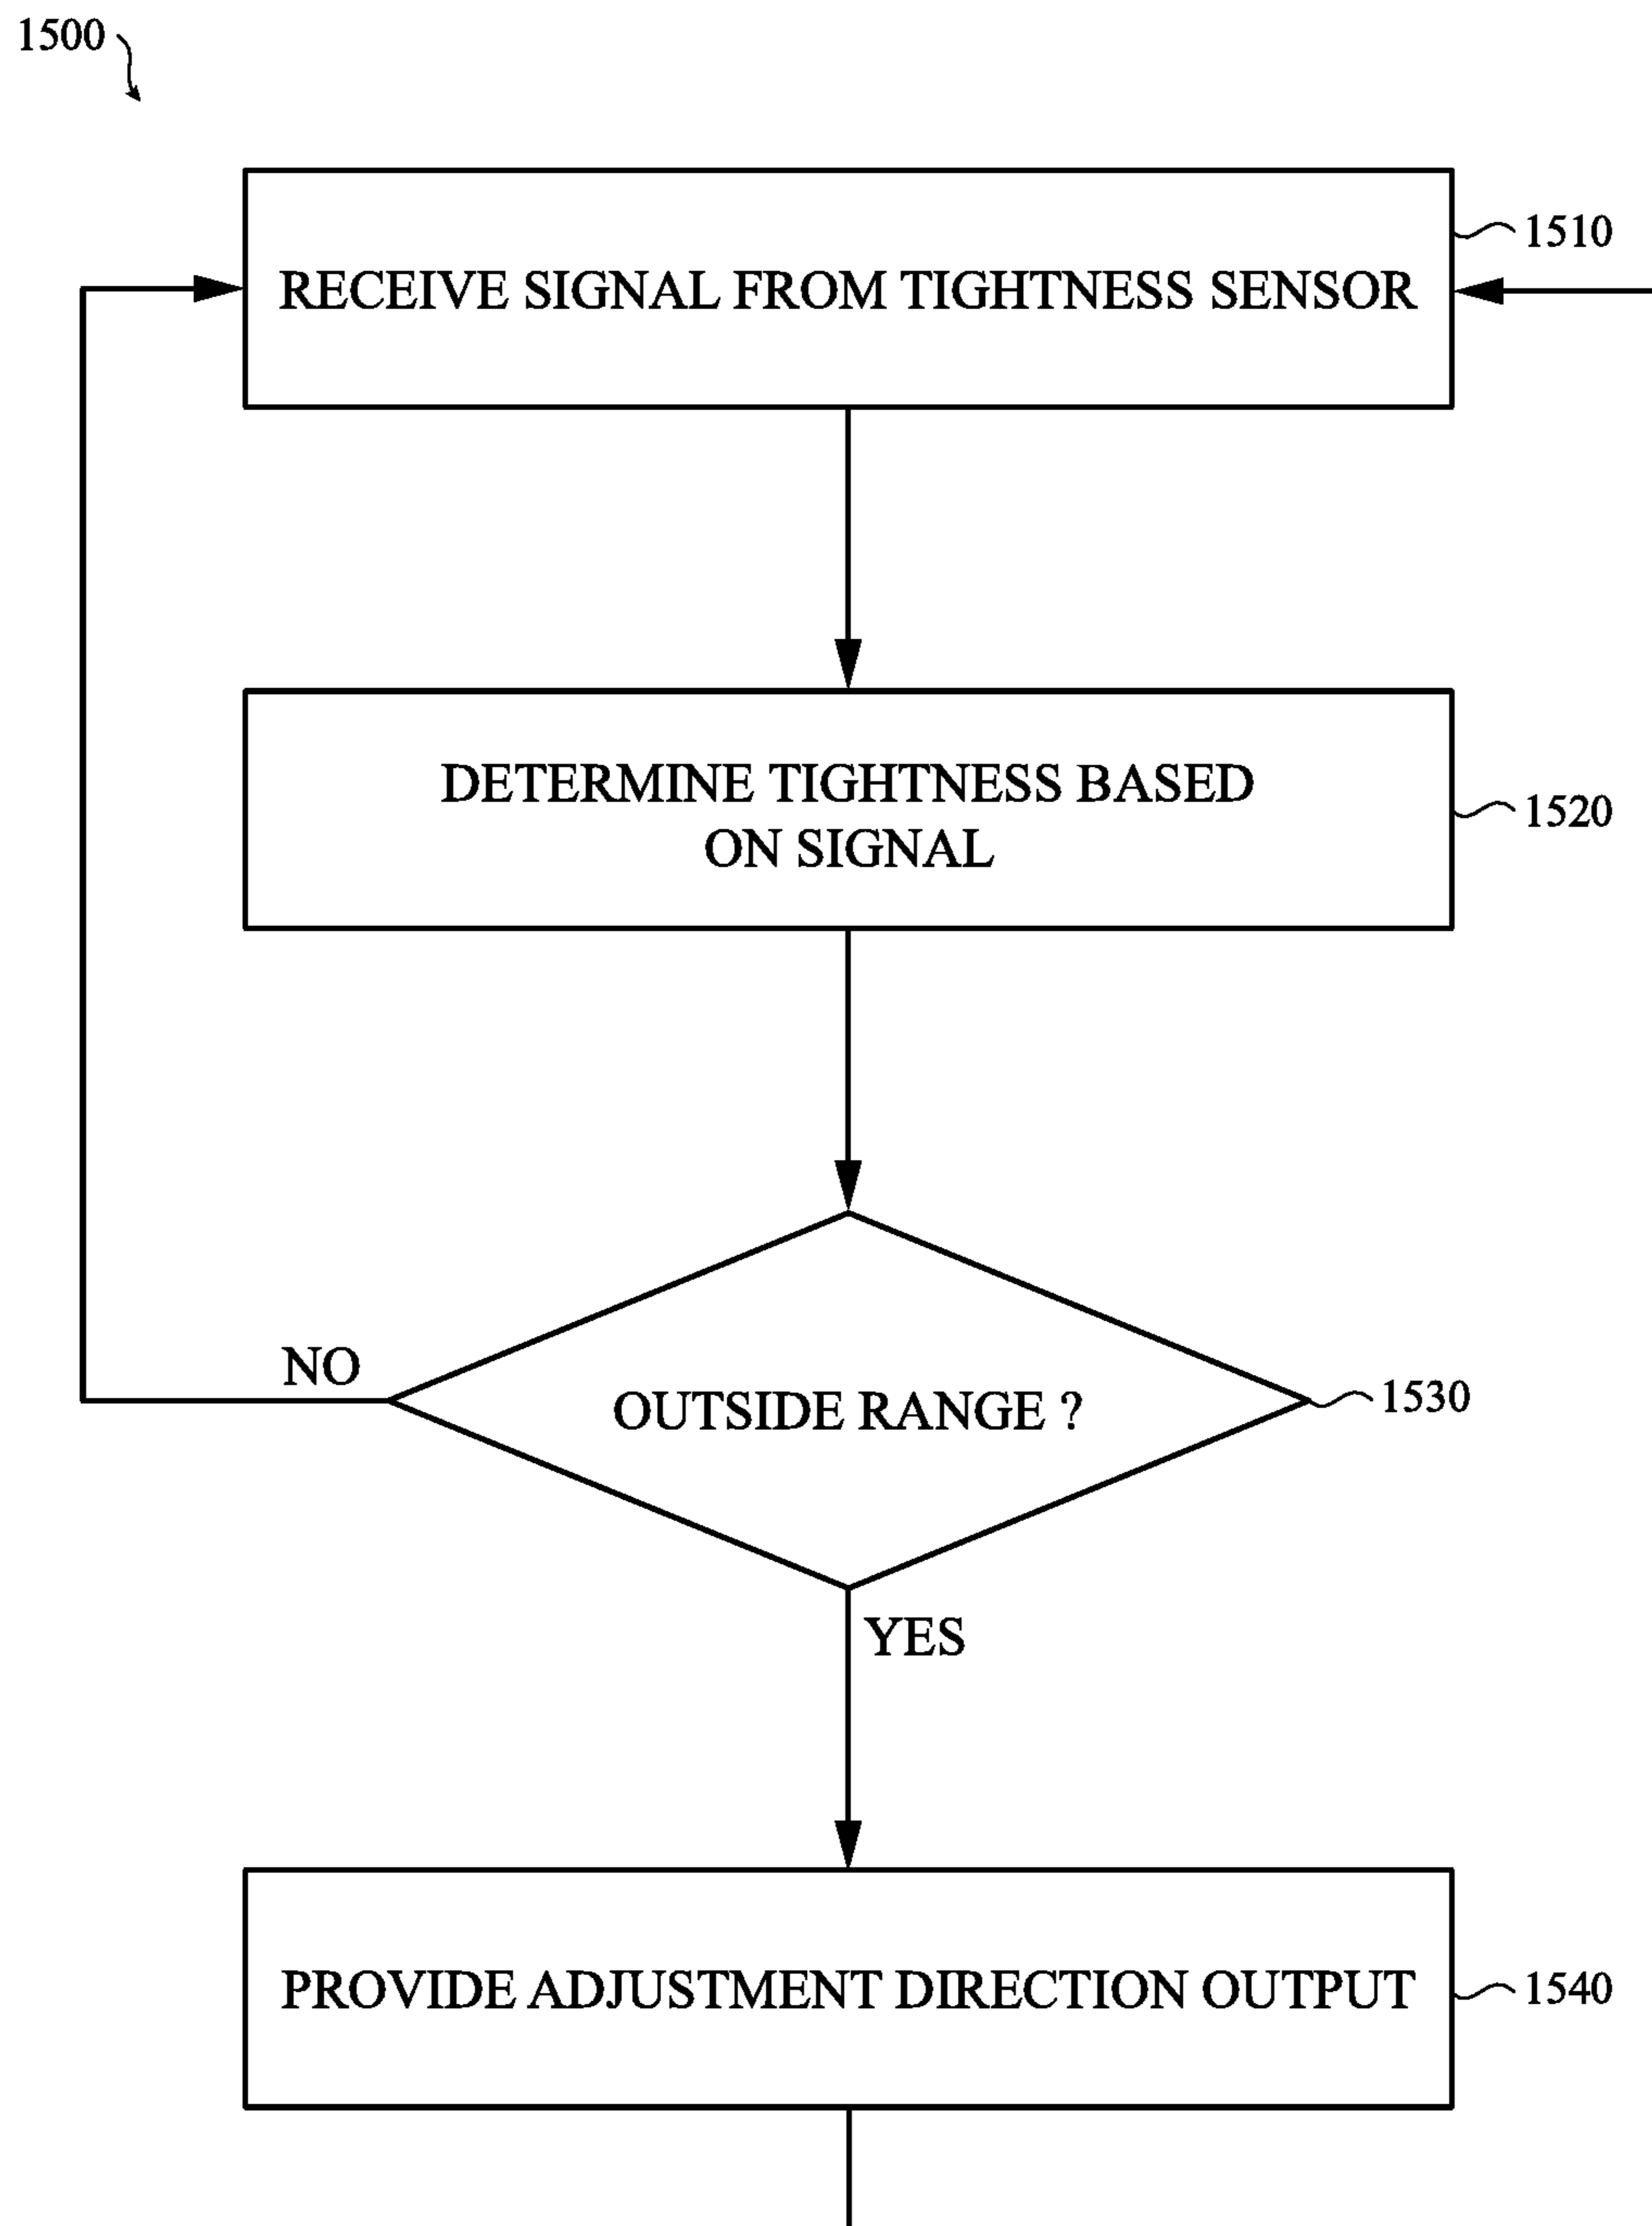 1500
1510
RECEIVE SIGNAL FROM TIGHTNESS SENSOR
DETERMINE TIGHTNESS BASED
ON SIGNAL
1520
NO
OUTSIDE RANGE ?
1530
YES
PROVIDE ADJUSTMENT DIRECTION OUTPUT
1540